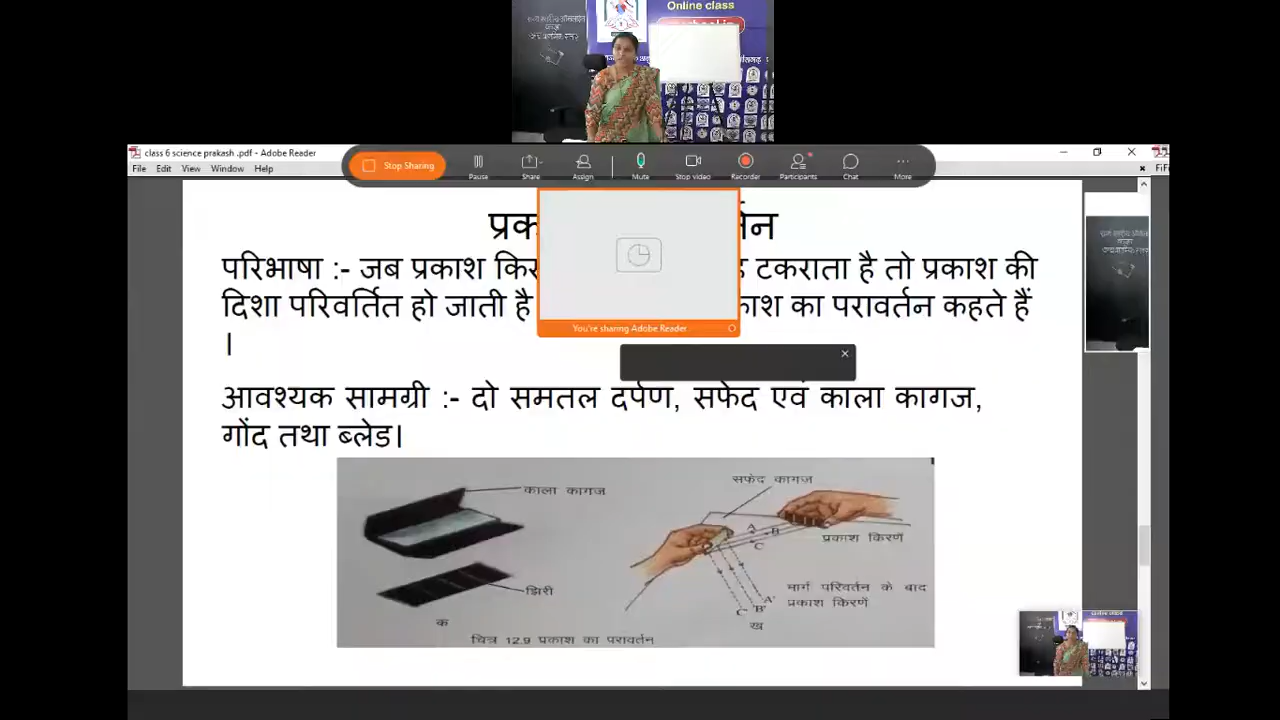 Online class
class 6 science prakash .pdf - Adobe Reader
File Edit View Window Help
Stop Sharing
Pause Share Assign Mute Stop video Recorder Participants Chat More
परिभाषा :- जब प्रकाश टकराता है तो प्रकाश की
दिशा परिवर्तित हो जाती है का परावर्तन कहते हैं
।
You're sharing Adobe Reader
आवश्यक सामग्री :- दो समतल दर्पण, सफेद एवं काला कागज,
गोंद तथा ब्लेड।
काला कागज
झिरी
क
सफेद कागज
A B
C
प्रकाश किरणें
मार्ग परिवर्तन के बाद
प्रकाश किरणें
C' B' A'
ख
चित्र 12.9 प्रकाश का परावर्तन